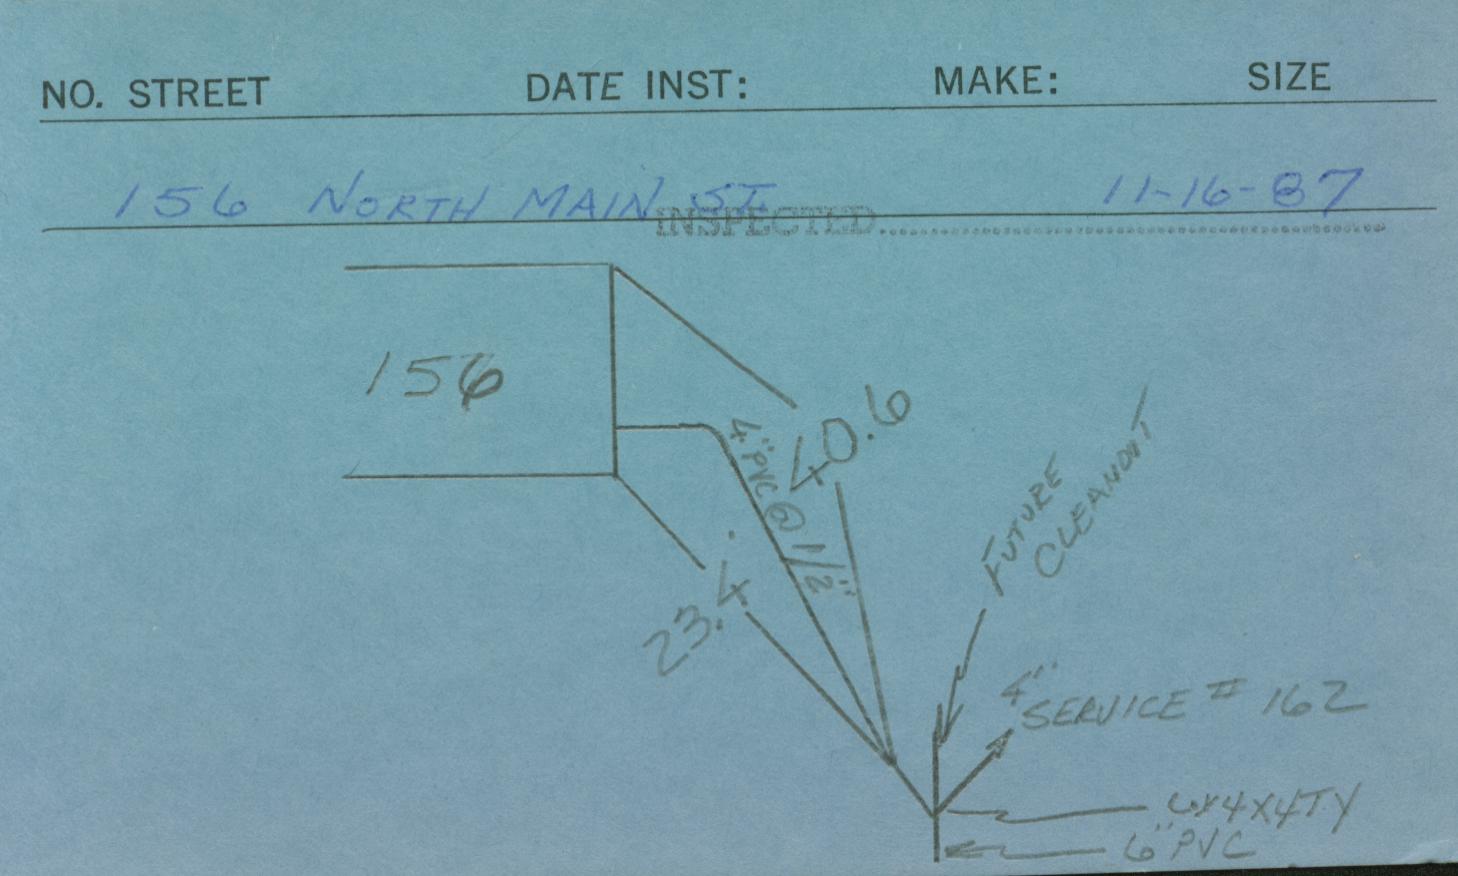 NO. STREET DATE INST: MAKE: SIZE
156 NORTH MAIN ST. 11-16-87
INSPECTED
156
40.6
4" PVC @ 1/2"
23.4
FUTURE
CLEANOUT
4" SERVICE # 162
6X4X4 TY
6" PVC